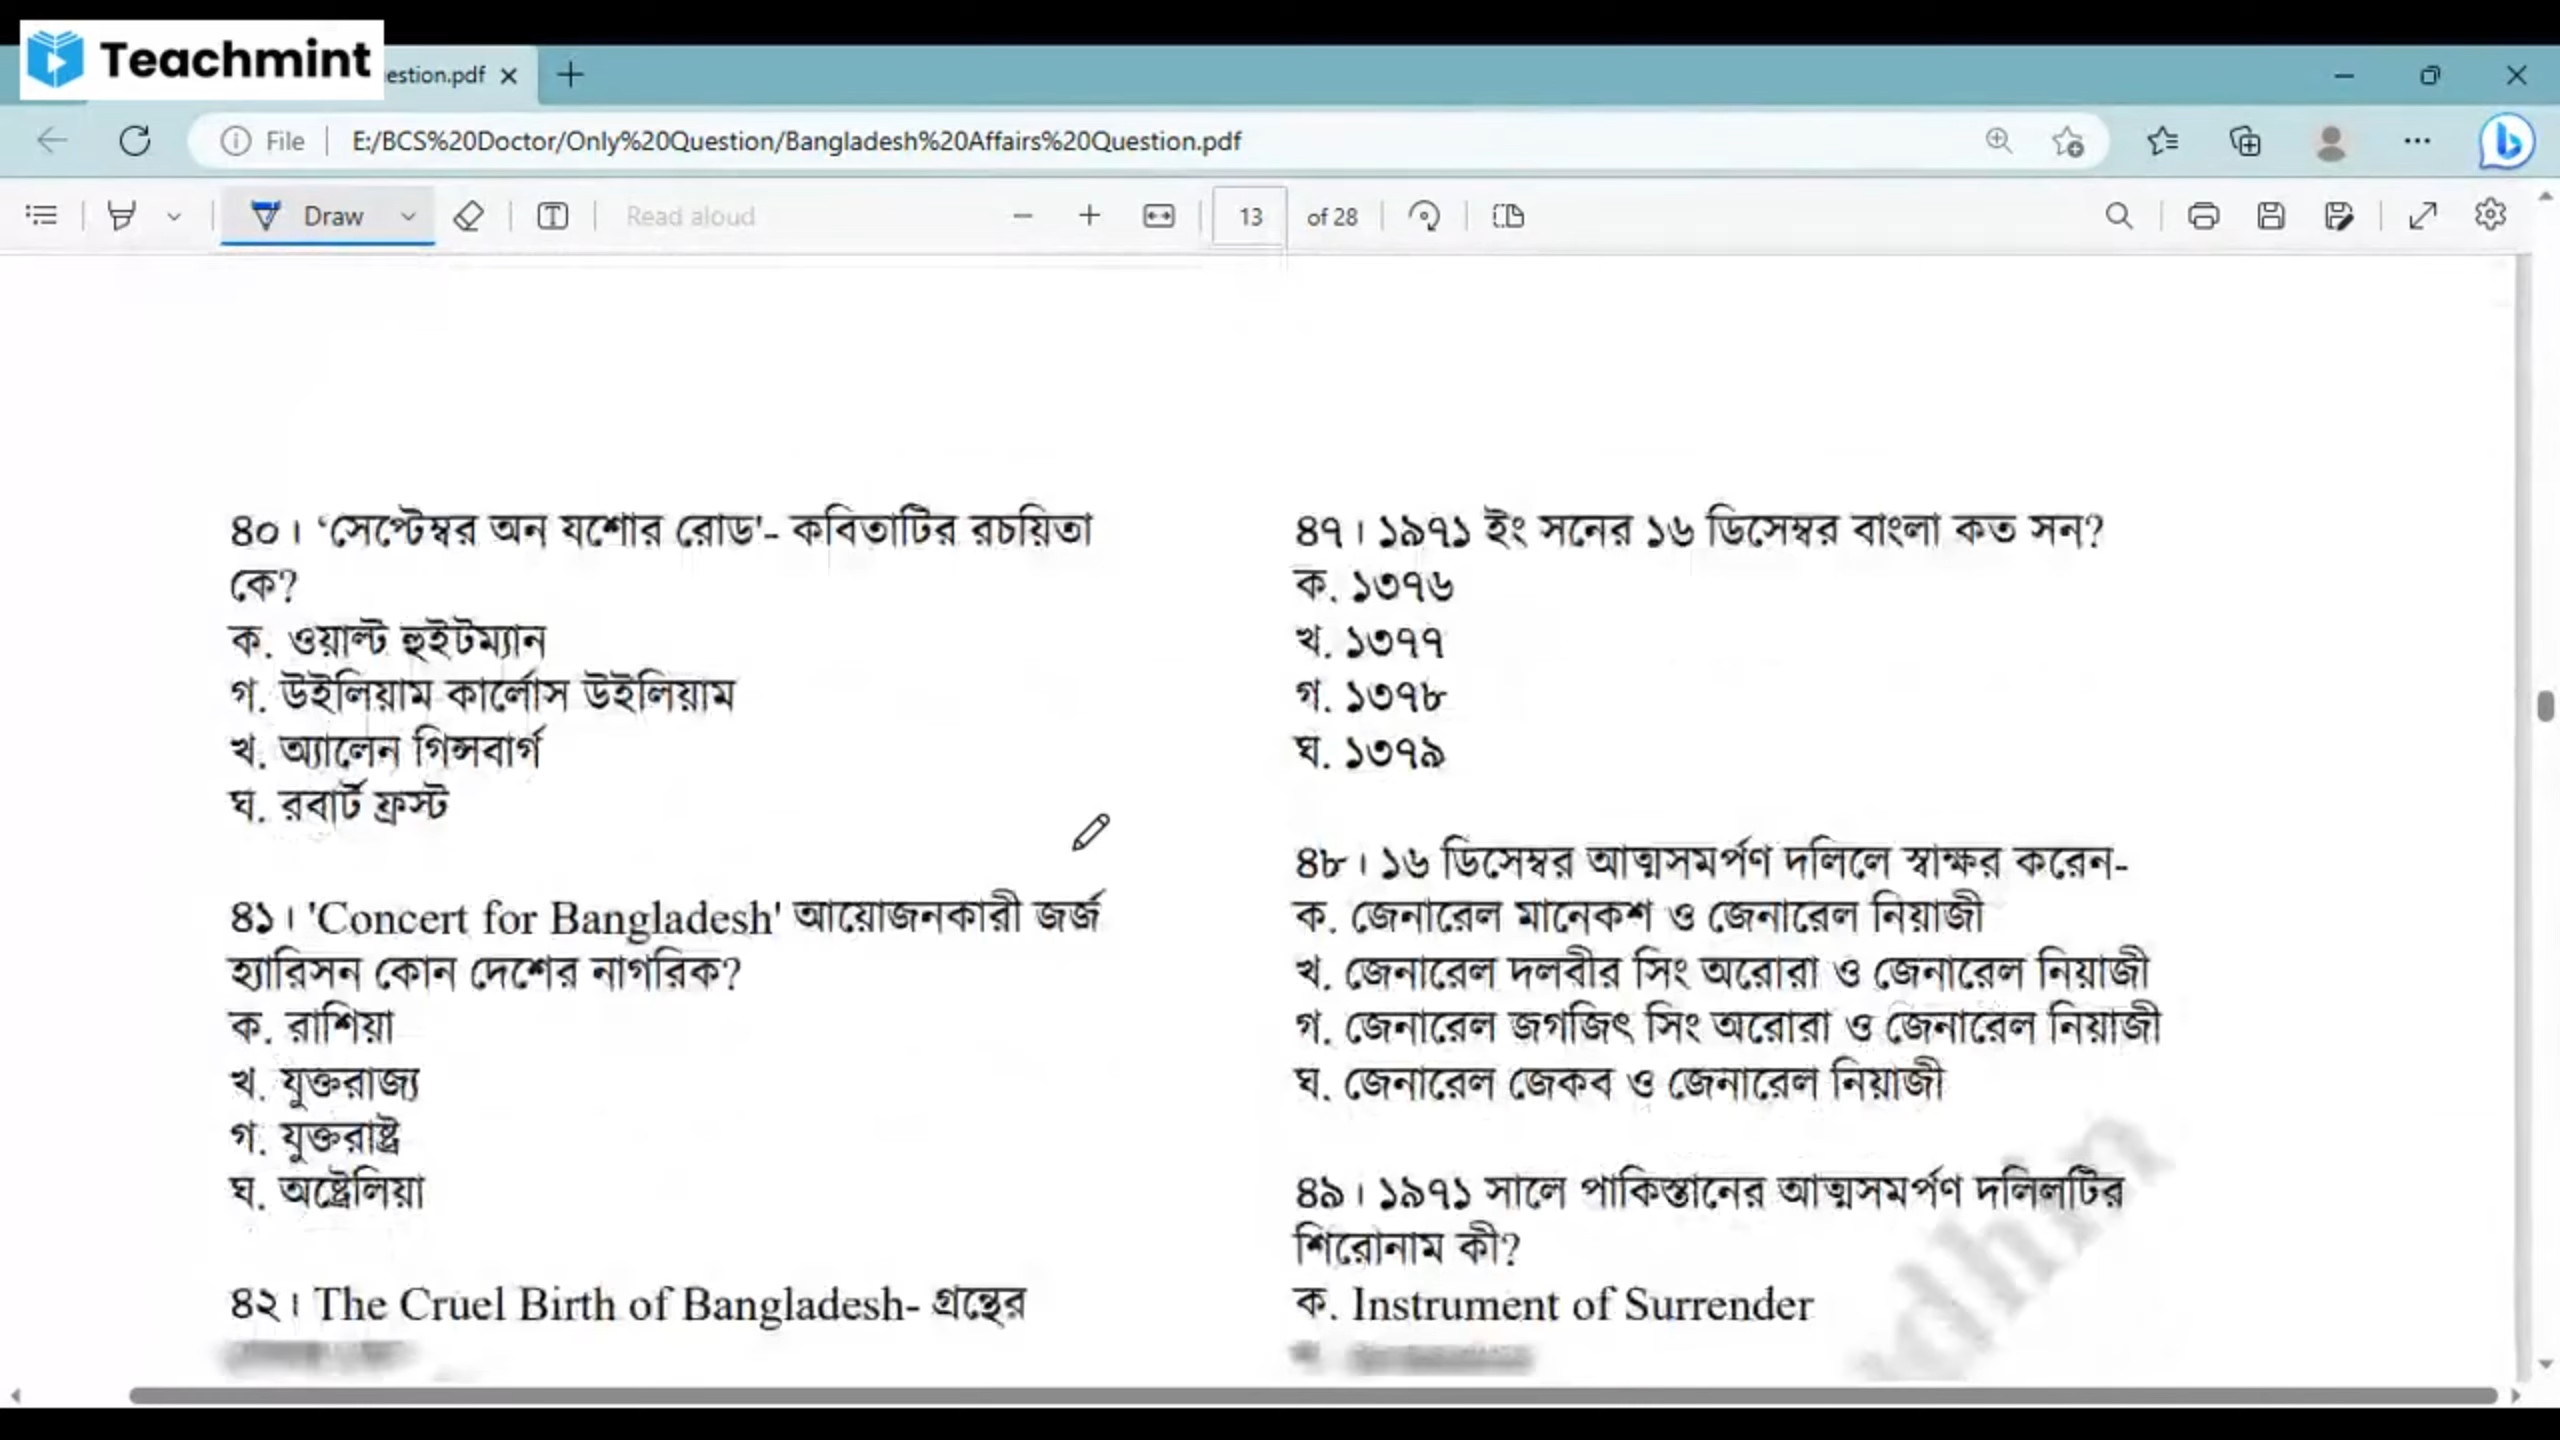 Teachmint
estion.pdf
File E:/BCS%20Doctor/Only%20Question/Bangladesh%20Affairs%20Question.pdf
Draw Read aloud 13 of 28
৪০। ‘সেপ্টেম্বর অন যশোর রোড'- কবিতাটির রচয়িতা
কে?
ক. ওয়াল্ট হুইটম্যান
গ. উইলিয়াম কার্লোস উইলিয়াম
খ. অ্যালেন গিন্সবার্গ
ঘ. রবার্ট ফ্রস্ট
৪১। 'Concert for Bangladesh' আয়োজনকারী জর্জ
হ্যারিসন কোন দেশের নাগরিক?
ক. রাশিয়া
খ. যুক্তরাজ্য
গ. যুক্তরাষ্ট্র
ঘ. অষ্ট্রেলিয়া
৪২। The Cruel Birth of Bangladesh- গ্রন্থের
৪৭। ১৯৭১ ইং সনের ১৬ ডিসেম্বর বাংলা কত সন?
ক. ১৩৭৬
খ. ১৩৭৭
গ. ১৩৭৮
ঘ. ১৩৭৯
৪৮। ১৬ ডিসেম্বর আত্মসমর্পণ দলিলে স্বাক্ষর করেন-
ক. জেনারেল মানেকশ ও জেনারেল নিয়াজী
খ. জেনারেল দলবীর সিং অরোরা ও জেনারেল নিয়াজী
গ. জেনারেল জগজিৎ সিং অরোরা ও জেনারেল নিয়াজী
ঘ. জেনারেল জেকব ও জেনারেল নিয়াজী
৪৯। ১৯৭১ সালে পাকিস্তানের আত্মসমর্পণ দলিলটির
শিরোনাম কী?
ক. Instrument of Surrender